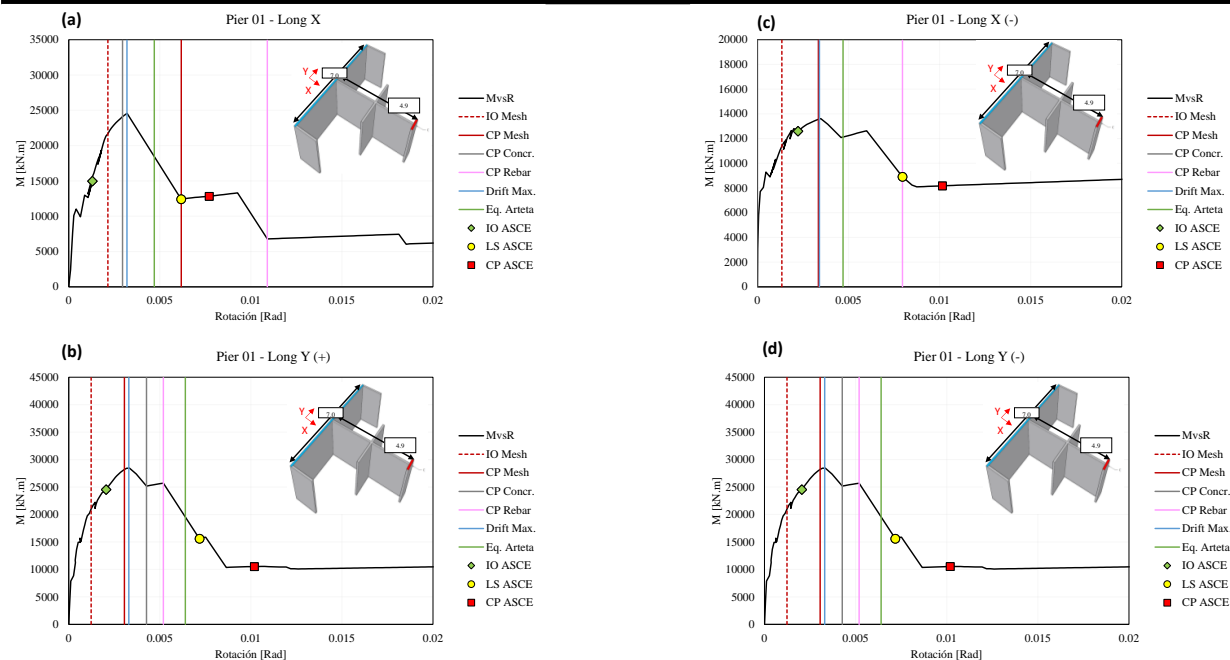 (a)
Pier 01 - Long X
35000
30000
25000
20000
15000
10000
5000
0
M [kN.m]
0
0.005
0.01
0.015
0.02
Rotación [Rad]
Y
X
7.0
4.9
MvsR
IO Mesh
CP Mesh
CP Concr.
CP Rebar
Drift Max.
Eq. Arteta
IO ASCE
LS ASCE
CP ASCE
(c)
Pier 01 - Long X (-)
20000
18000
16000
14000
12000
10000
8000
6000
4000
2000
0
M [kN.m]
0
0.005
0.01
0.015
0.02
Rotación [Rad]
Y
X
7.0
4.9
MvsR
IO Mesh
CP Mesh
CP Concr.
CP Rebar
Drift Max.
Eq. Arteta
IO ASCE
LS ASCE
CP ASCE
(b)
Pier 01 - Long Y (+)
45000
40000
35000
30000
25000
20000
15000
10000
5000
0
M [kN.m]
0
0.005
0.01
0.015
0.02
Rotación [Rad]
Y
X
7.0
4.9
MvsR
IO Mesh
CP Mesh
CP Concr.
CP Rebar
Drift Max.
Eq. Arteta
IO ASCE
LS ASCE
CP ASCE
(d)
Pier 01 - Long Y (-)
45000
40000
35000
30000
25000
20000
15000
10000
5000
0
M [kN.m]
0
0.005
0.01
0.015
0.02
Rotación [Rad]
Y
X
7.0
4.9
MvsR
IO Mesh
CP Mesh
CP Concr.
CP Rebar
Drift Max.
Eq. Arteta
IO ASCE
LS ASCE
CP ASCE